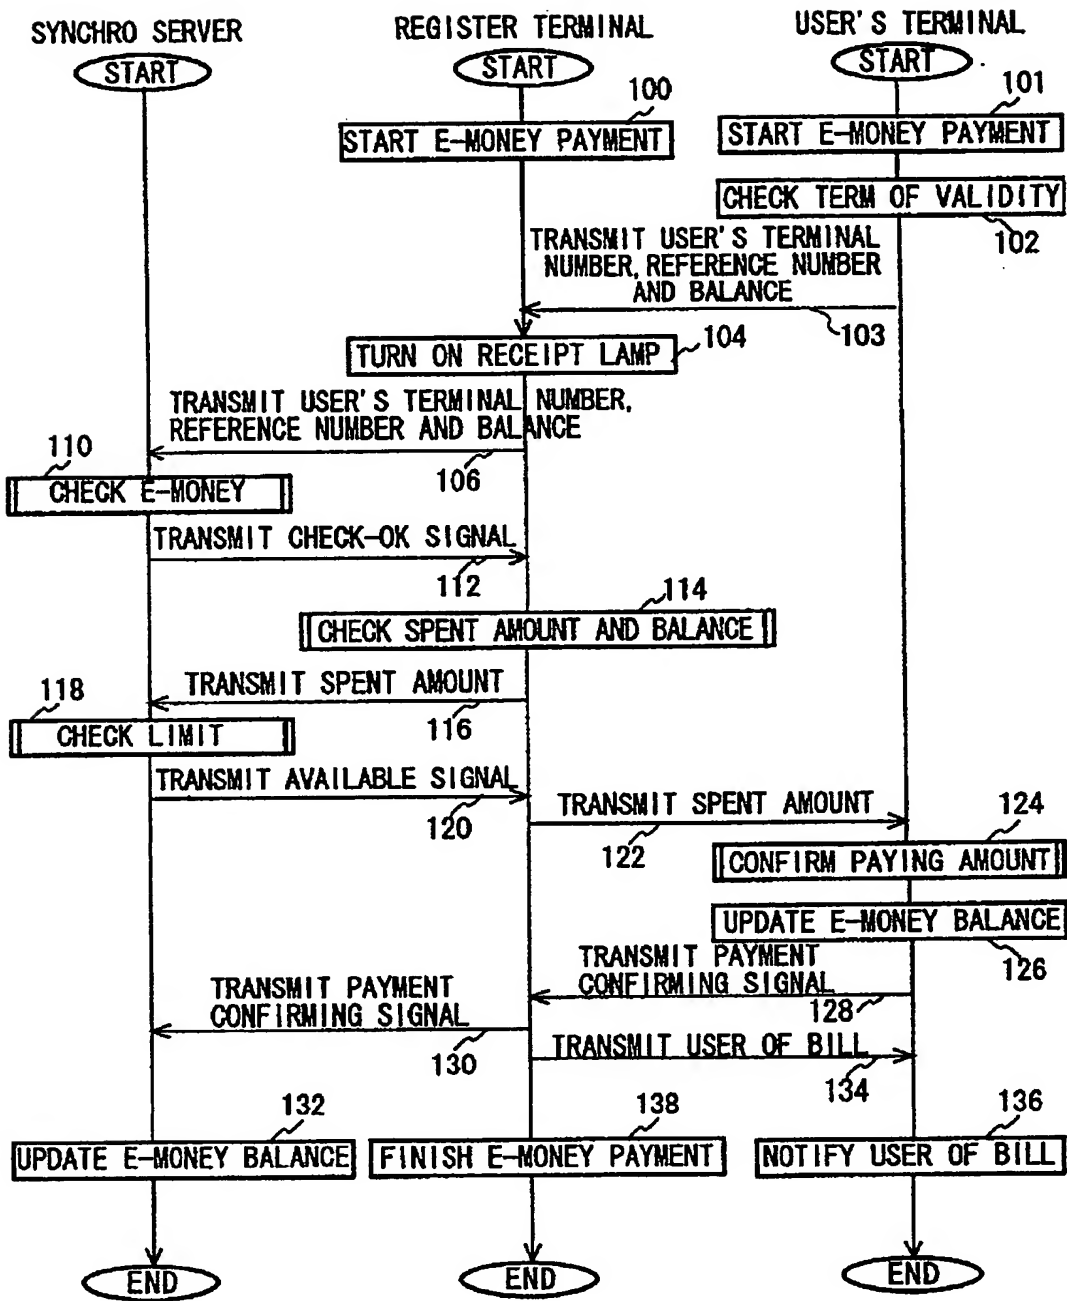 SYNCHRO SERVER
REGISTER TERMINAL
USER'S TERMINAL
START
START
START
100
101
START E-MONEY PAYMENT
START E-MONEY PAYMENT
CHECK TERM OF VALIDITY
102
TRANSMIT USER'S TERMINAL
NUMBER, REFERENCE NUMBER
AND BALANCE
103
104
TURN ON RECEIPT LAMP
TRANSMIT USER'S TERMINAL NUMBER,
REFERENCE NUMBER AND BALANCE
106
110
CHECK E-MONEY
TRANSMIT CHECK-OK SIGNAL
112
114
CHECK SPENT AMOUNT AND BALANCE
TRANSMIT SPENT AMOUNT
116
118
CHECK LIMIT
TRANSMIT AVAILABLE SIGNAL
120
TRANSMIT SPENT AMOUNT
122
124
CONFIRM PAYING AMOUNT
UPDATE E-MONEY BALANCE
126
TRANSMIT PAYMENT
CONFIRMING SIGNAL
128
TRANSMIT PAYMENT
CONFIRMING SIGNAL
130
TRANSMIT USER OF BILL
134
132
138
136
UPDATE E-MONEY BALANCE
FINISH E-MONEY PAYMENT
NOTIFY USER OF BILL
END
END
END